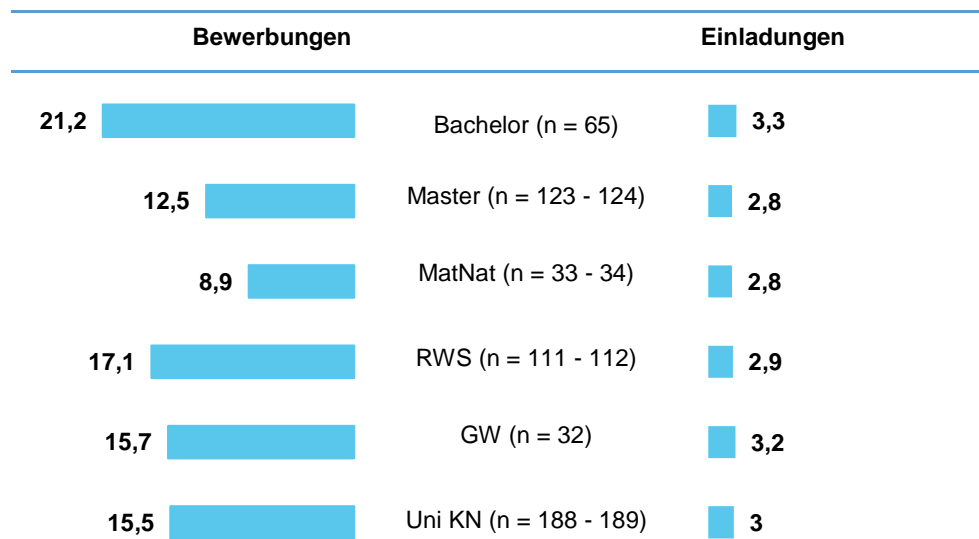 Bewerbungen Einladungen
21,2 Bachelor (n = 65) 3,3
12,5 Master (n = 123 - 124) 2,8
8,9 MatNat (n = 33 - 34) 2,8
17,1 RWS (n = 111 - 112) 2,9
15,7 GW (n = 32) 3,2
15,5 Uni KN (n = 188 - 189) 3